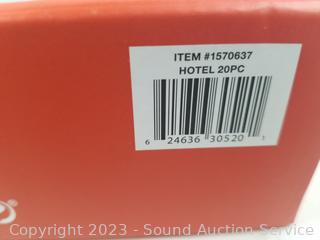 ITEM #1570637
HOTEL 20PC
6 24636 30520 1
Copyright 2023 - Sound Auction Service